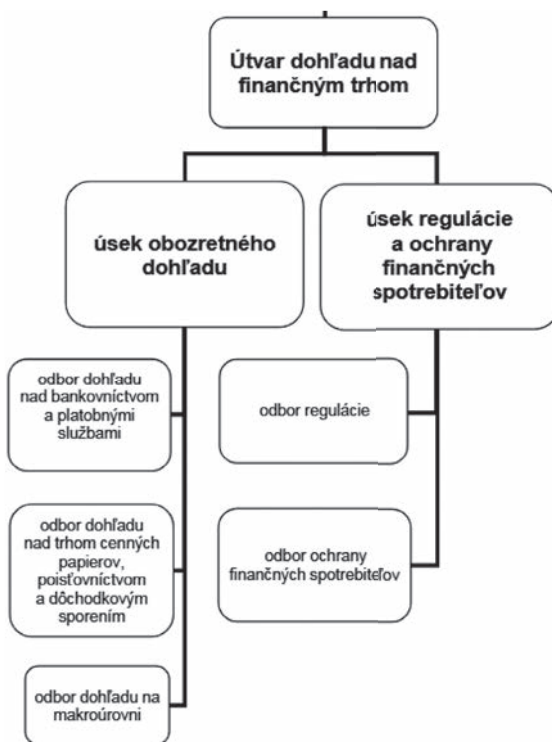 Útvar dohľadu nad
finančným trhom
úsek obozretného
dohľadu
úsek regulácie
a ochrany
finančných
spotrebiteľov
odbor dohľadu
nad bankovníctvom
a platobnými
službami
odbor regulácie
odbor dohľadu
nad trhom cenných
papierov,
poisťovníctvom
a dôchodkovým
sporením
odbor ochrany
finančných spotrebiteľov
odbor dohľadu na
makroúrovni